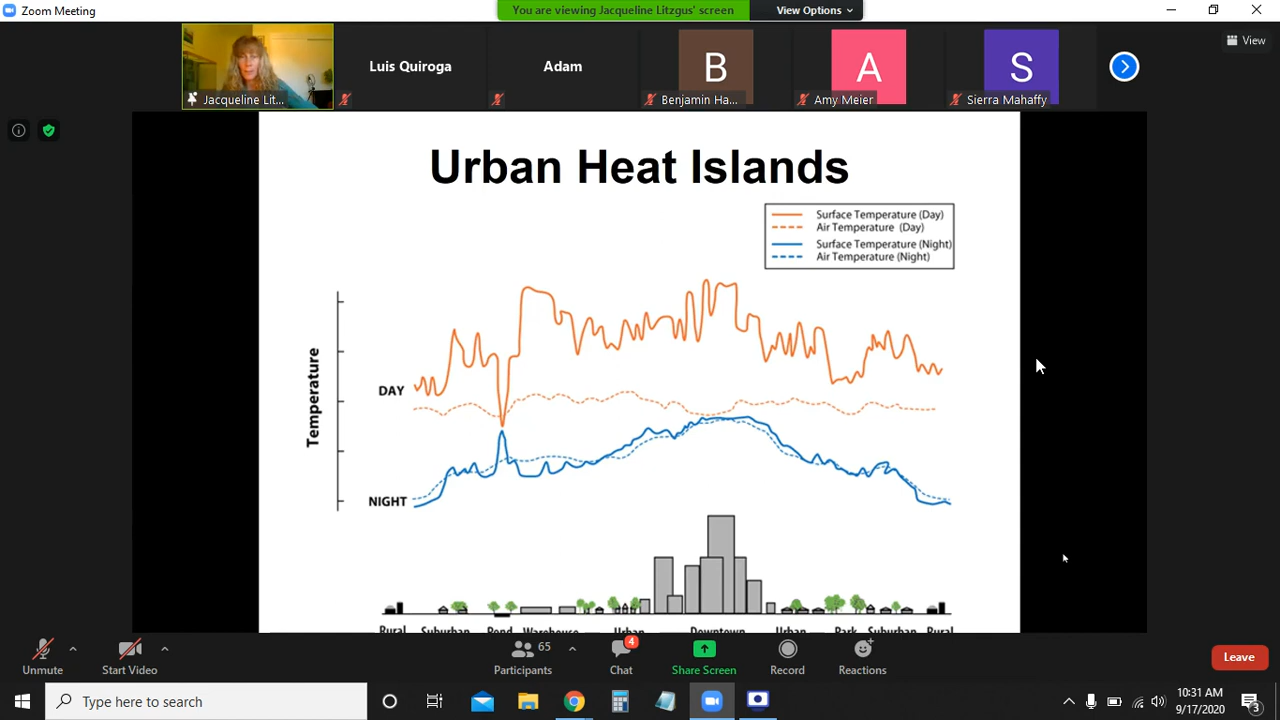 Zoom Meeting
You are viewing Jacqueline Litzgus' screen
View Options
Jacqueline Lit...
Luis Quiroga
Adam
B
Benjamin Ha...
A
Amy Meier
S
Sierra Mahaffy
View
Urban Heat Islands
Surface Temperature (Day)
Air Temperature (Day)
Surface Temperature (Night)
Air Temperature (Night)
Temperature
DAY
NIGHT
Rural Suburban Pond Warehouse Urban Downtown Urban Park Suburban Rural
Unmute
Start Video
65
Participants
4
Chat
Share Screen
Record
Reactions
Leave
Type here to search
10:31 AM
9/17/2020
3